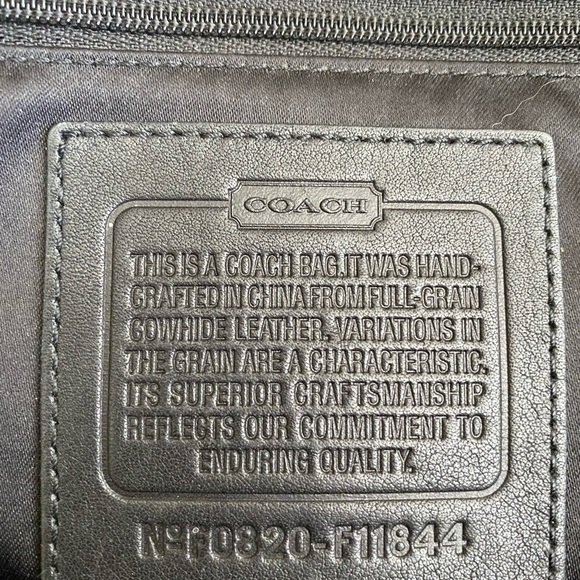 COACH
THIS IS A COACH BAG.IT WAS HAND-
CRAFTED IN CHINA FROM FULL-GRAIN
COWHIDE LEATHER. VARIATIONS IN
THE GRAIN ARE A CHARACTERISTIC.
ITS SUPERIOR CRAFTSMANSHIP
REFLECTS OUR COMMITMENT TO
ENDURING QUALITY.
Nº F0820-F11844